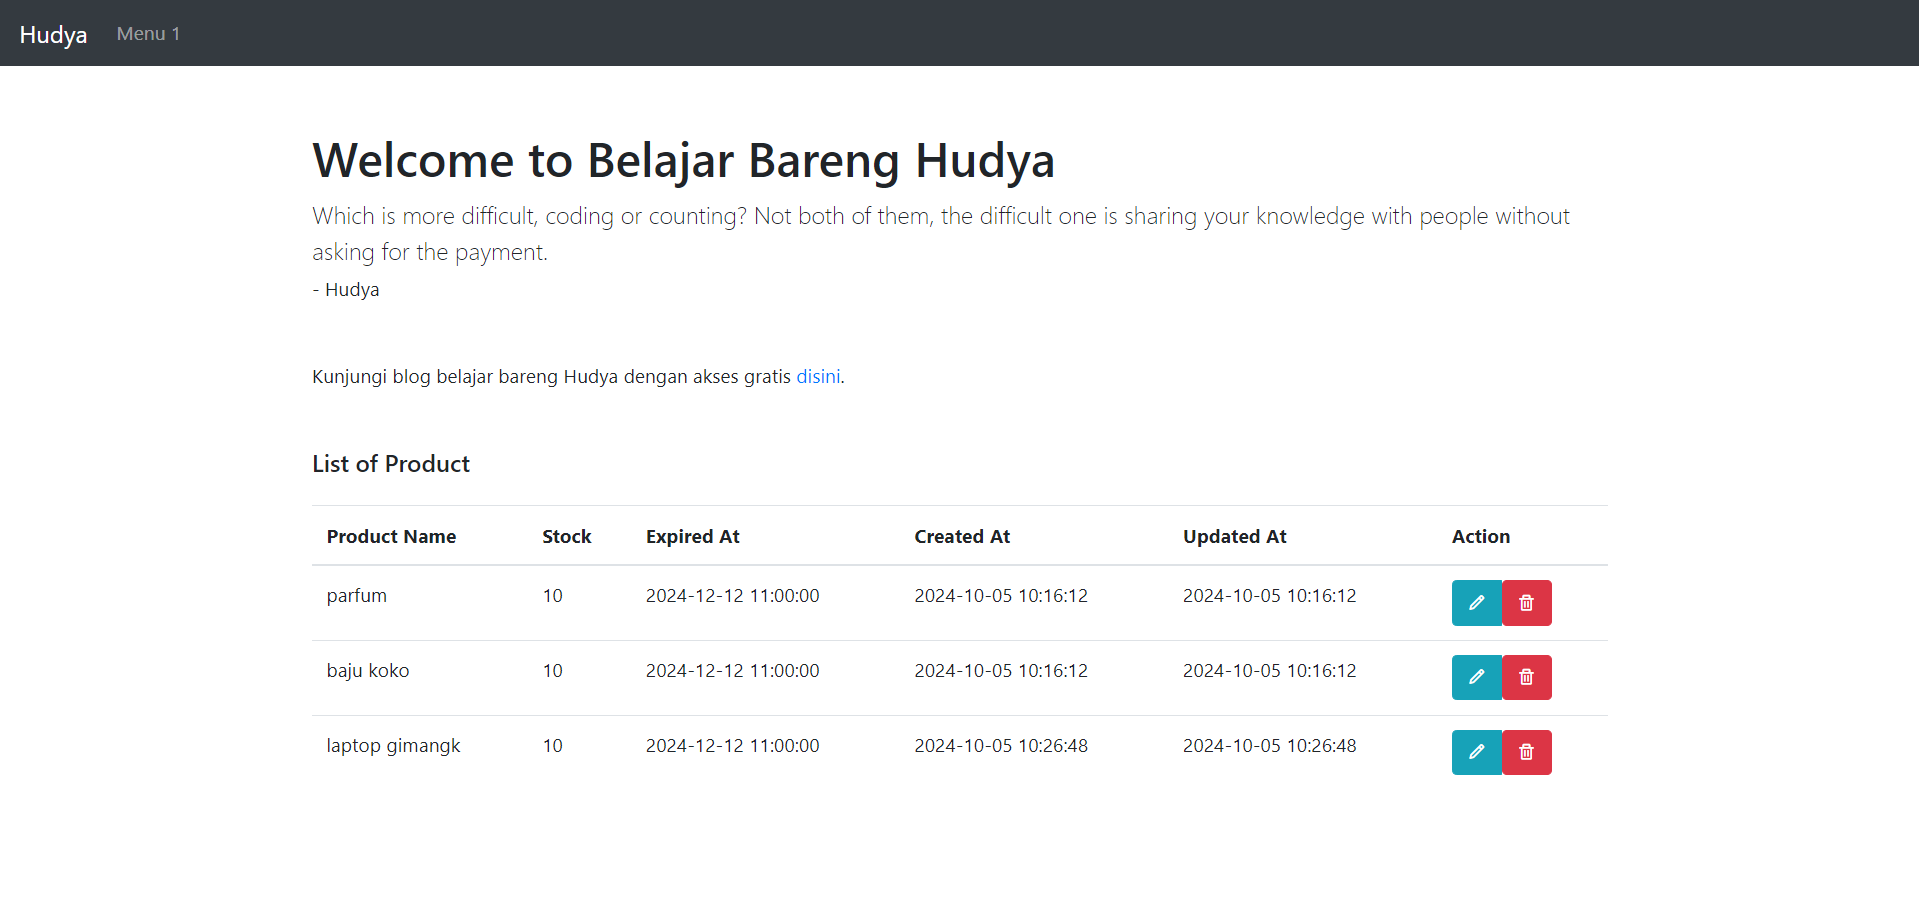 Hudya Menu 1
Welcome to Belajar Bareng Hudya
Which is more difficult, coding or counting? Not both of them, the difficult one is sharing your knowledge with people without
asking for the payment.
- Hudya
Kunjungi blog belajar bareng Hudya dengan akses gratis disini.
List of Product
Product Name Stock Expired At Created At Updated At Action
parfum 10 2024-12-12 11:00:00 2024-10-05 10:16:12 2024-10-05 10:16:12
baju koko 10 2024-12-12 11:00:00 2024-10-05 10:16:12 2024-10-05 10:16:12
laptop gimangk 10 2024-12-12 11:00:00 2024-10-05 10:26:48 2024-10-05 10:26:48